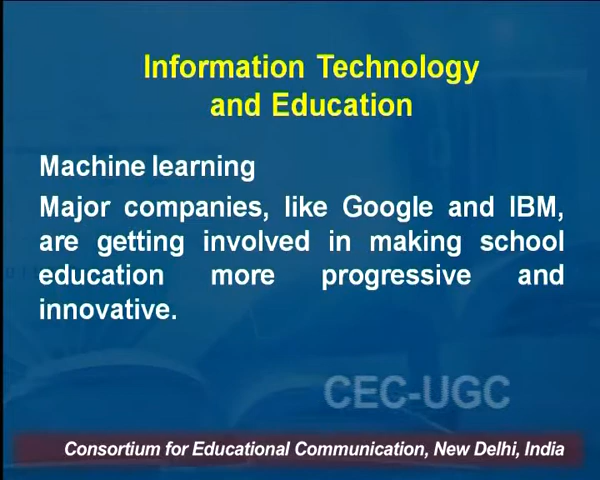 Information Technology
and Education
Machine learning
Major companies, like Google and IBM,
are getting involved in making school
education more progressive and
innovative.
CEC-UGC
Consortium for Educational Communication, New Delhi, India